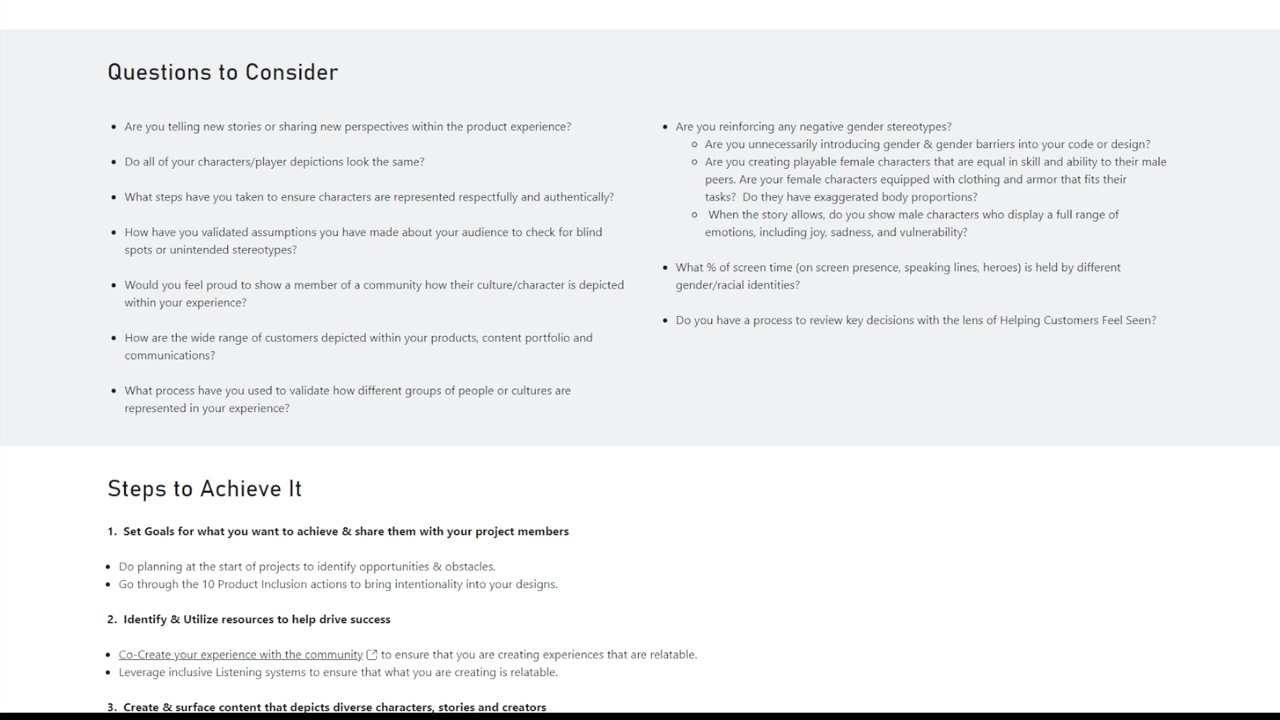 Questions to Consider
• Are you telling new stories or sharing new perspectives within the product experience?
• Do all of your characters/player depictions look the same?
• What steps have you taken to ensure characters are represented respectfully and authentically?
• How have you validated assumptions you have made about your audience to check for blind
spots or unintended stereotypes?
• Would you feel proud to show a member of a community how their culture/character is depicted
within your experience?
• How are the wide range of customers depicted within your products, content portfolio and
communications?
• What process have you used to validate how different groups of people or cultures are
represented in your experience?
• Are you reinforcing any negative gender stereotypes?
○ Are you unnecessarily introducing gender & gender barriers into your code or design?
○ Are you creating playable female characters that are equal in skill and ability to their male
peers. Are your female characters equipped with clothing and armor that fits their
tasks? Do they have exaggerated body proportions?
○ When the story allows, do you show male characters who display a full range of
emotions, including joy, sadness, and vulnerability?
• What % of screen time (on screen presence, speaking lines, heroes) is held by different
gender/racial identities?
• Do you have a process to review key decisions with the lens of Helping Customers Feel Seen?
Steps to Achieve It
1. Set Goals for what you want to achieve & share them with your project members
• Do planning at the start of projects to identify opportunities & obstacles.
• Go through the 10 Product Inclusion actions to bring intentionality into your designs.
2. Identify & Utilize resources to help drive success
• Co-Create your experience with the community to ensure that you are creating experiences that are relatable.
• Leverage inclusive Listening systems to ensure that what you are creating is relatable.
3. Create & surface content that depicts diverse characters, stories and creators